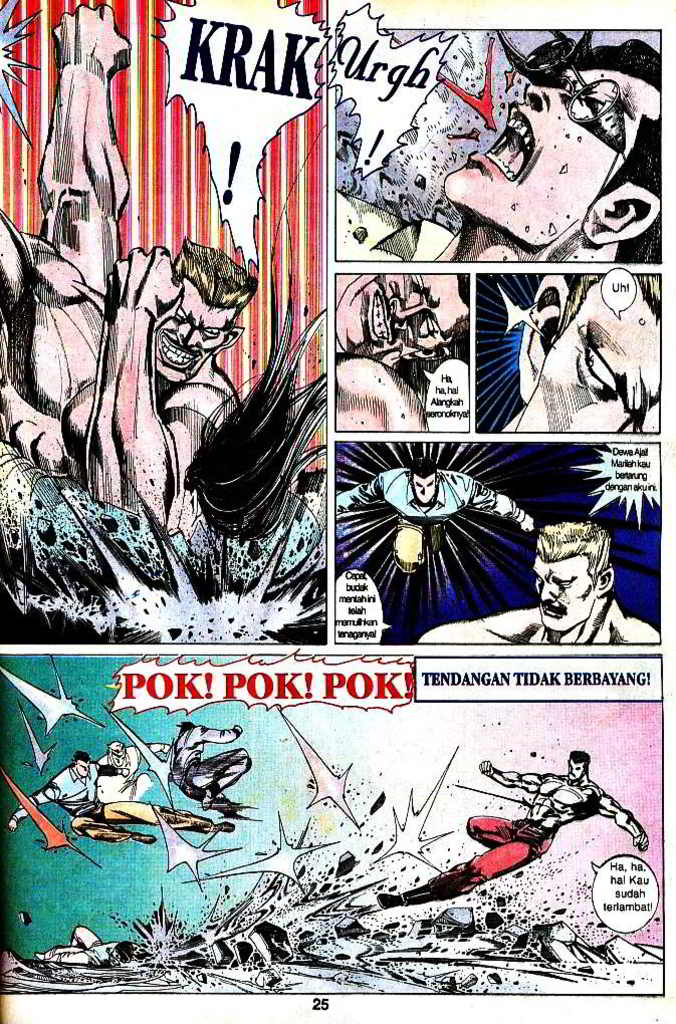 KRAK
!
Urgh
!
Ha,
ha, ha!
Alangkah
seronoknya!
Uh!
Dewa Ajal!
Marilah kau
bertarung
dengan aku ini.
Cepat,
budak
mentah ini
telah
memulihkan
tenaganya!
POK! POK! POK!
TENDANGAN TIDAK BERBAYANG!
Ha, ha,
ha! Kau
sudah
terlambat!
25